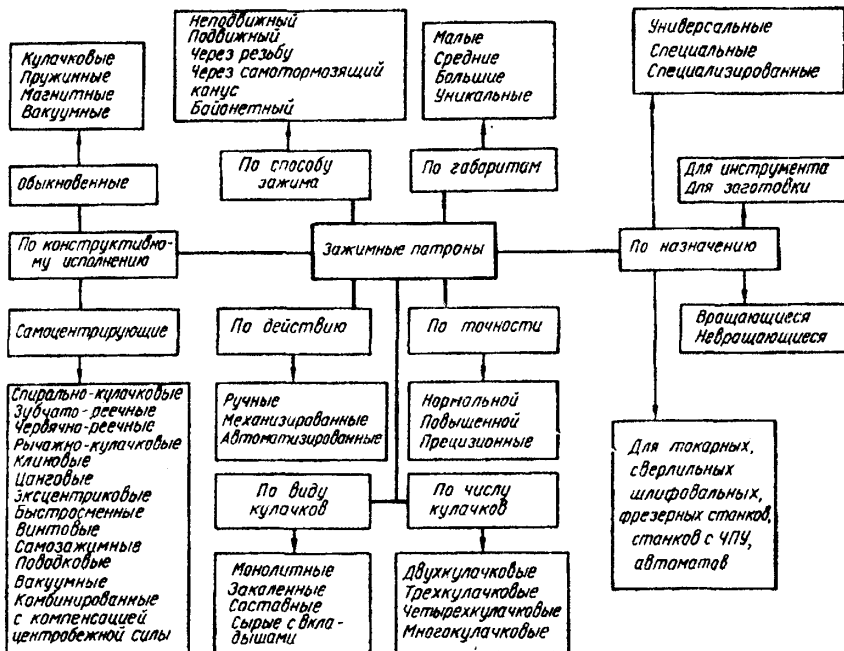 Кулачковые
Пружинные
Магнитные
Вакуумные
Неподвижный
Подвижный
Через резьбу
Через самотормозящий
конус
Байонетный
Малые
Средние
Большие
Уникальные
Универсальные
Специальные
Специализированные
Обыкновенные
По способу
зажима
По габаритам
Для инструмента
Для заготовки
По конструктивно-
му исполнению
Зажимные патроны
По назначению
Самоцентрирующие
По действию
По точности
Вращающиеся
Невращающиеся
Спирально-кулачковые
Зубчато-реечные
Червячно-реечные
Рычажно-кулачковые
Клиновые
Цанговые
Эксцентриковые
Быстросменные
Винтовые
Самозажимные
Поводковые
Вакуумные
Комбинированные
с компенсацией
центробежной силы
Ручные
Механизированные
Автоматизированные
Нормальной
Повышенной
Прецизионные
Для токарных,
сверлильных
шлифовальных,
фрезерных станков,
станков с ЧПУ,
автоматов
По виду
кулачков
По числу
кулачков
Монолитные
Закаленные
Составные
Сырые с вкла-
дышами
Двухкулачковые
Трехкулачковые
Четырехкулачковые
Многокулачковые